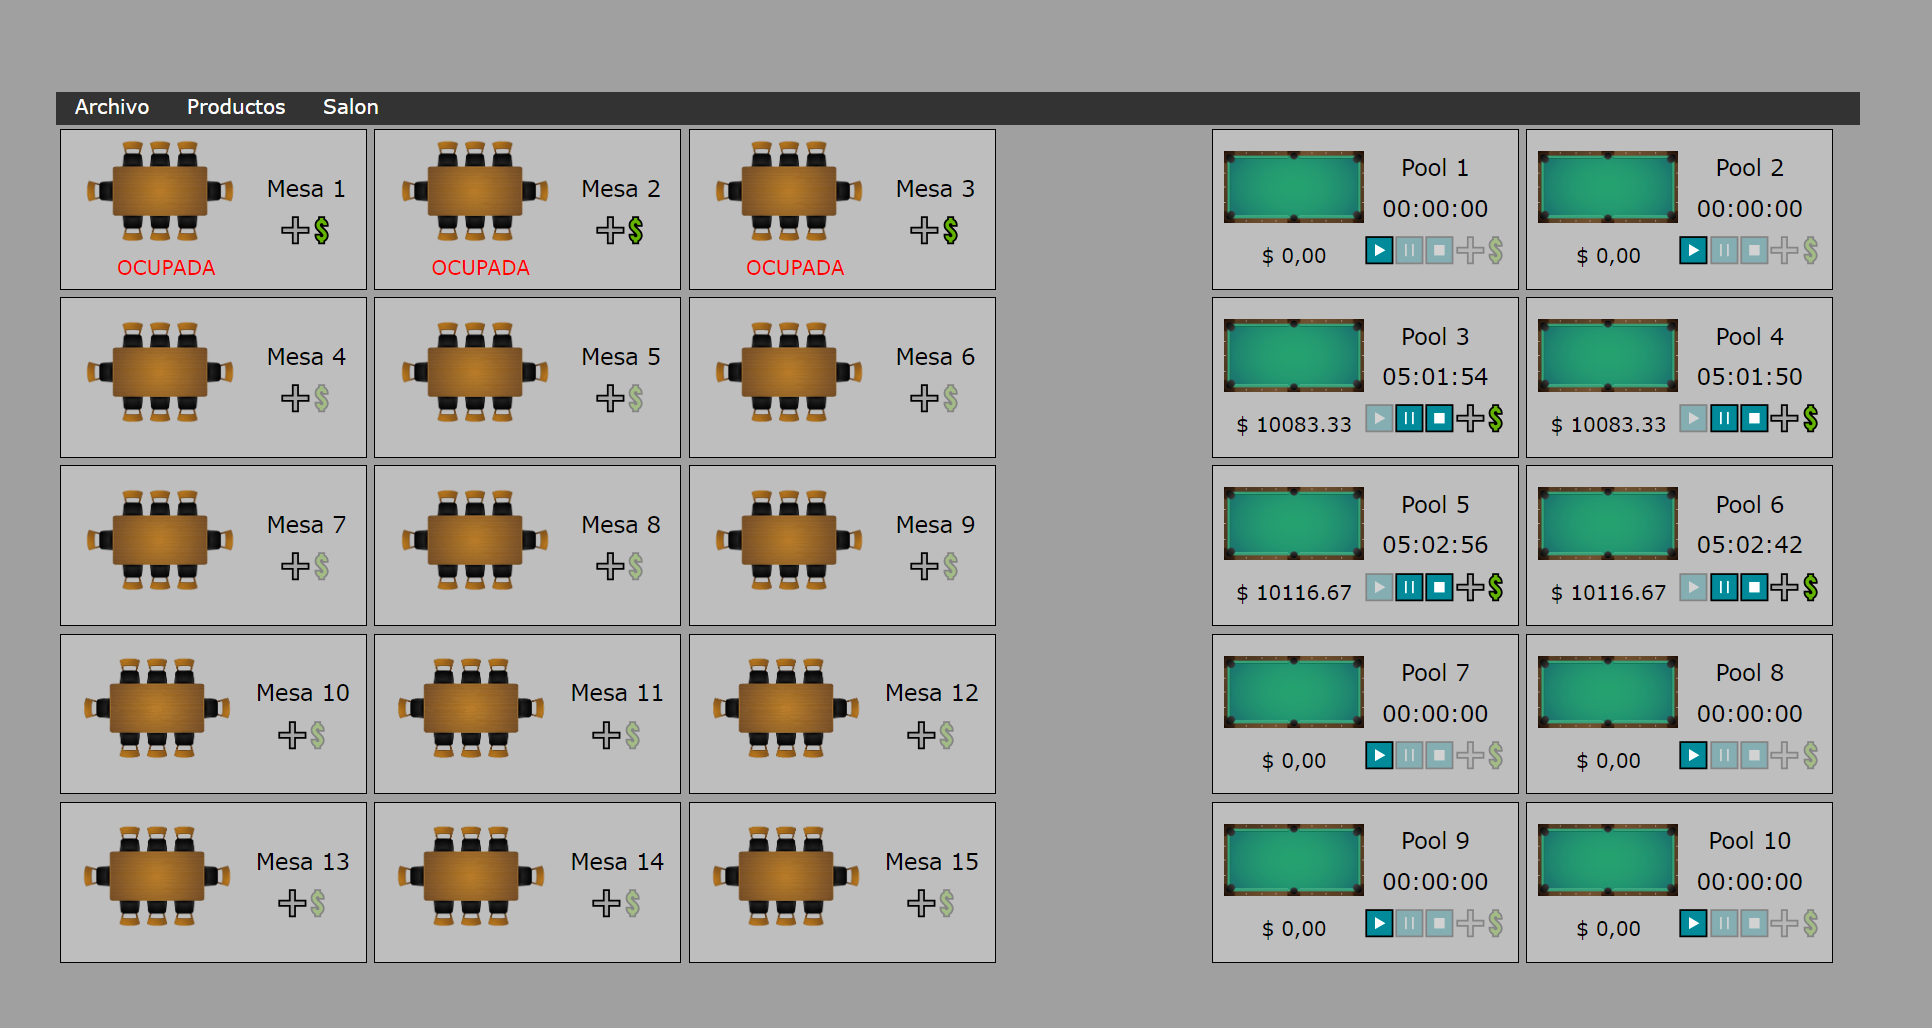 Archivo Productos Salon
Mesa 1
OCUPADA
Mesa 2
OCUPADA
Mesa 3
OCUPADA
Pool 1
00:00:00
$ 0,00
Pool 2
00:00:00
$ 0,00
Mesa 4
Mesa 5
Mesa 6
Pool 3
05:01:54
$ 10083.33
Pool 4
05:01:50
$ 10083.33
Mesa 7
Mesa 8
Mesa 9
Pool 5
05:02:56
$ 10116.67
Pool 6
05:02:42
$ 10116.67
Mesa 10
Mesa 11
Mesa 12
Pool 7
00:00:00
$ 0,00
Pool 8
00:00:00
$ 0,00
Mesa 13
Mesa 14
Mesa 15
Pool 9
00:00:00
$ 0,00
Pool 10
00:00:00
$ 0,00